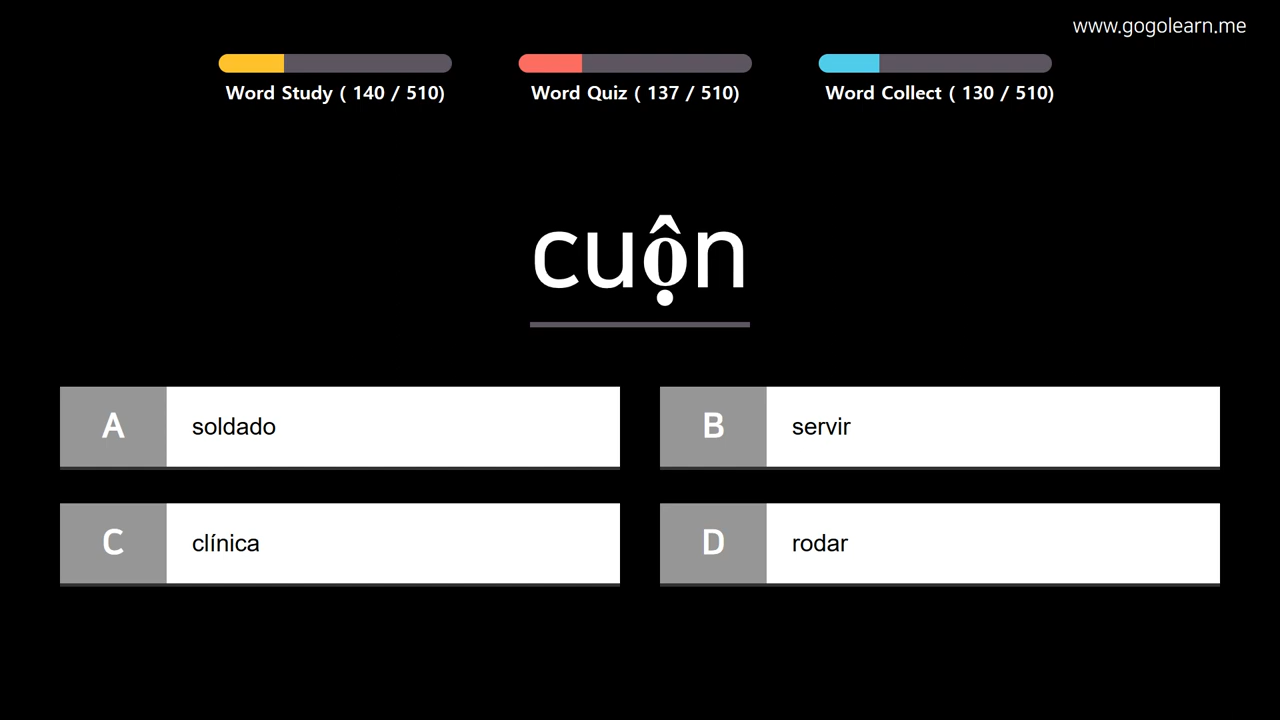 www.gogolearn.me
Word Study ( 140 / 510)
Word Quiz ( 137 / 510)
Word Collect ( 130 / 510)
cuộn
A soldado
B servir
C clínica
D rodar